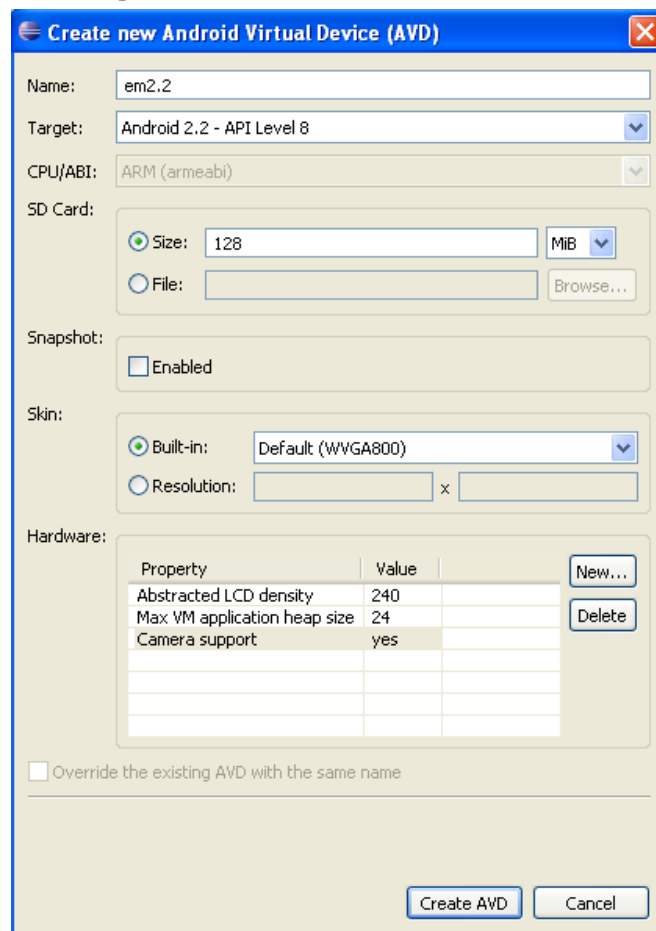 Create new Android Virtual Device (AVD)
Name: em2.2
Target: Android 2.2 - API Level 8
CPU/ABI: ARM (armeabi)
SD Card:
Size: 128 MiB
File: Browse...
Snapshot:
Enabled
Skin:
Built-in: Default (WVGA800)
Resolution: x
Hardware:
Property Value New...
Abstracted LCD density 240
Max VM application heap size 24 Delete
Camera support yes
Override the existing AVD with the same name
Create AVD Cancel